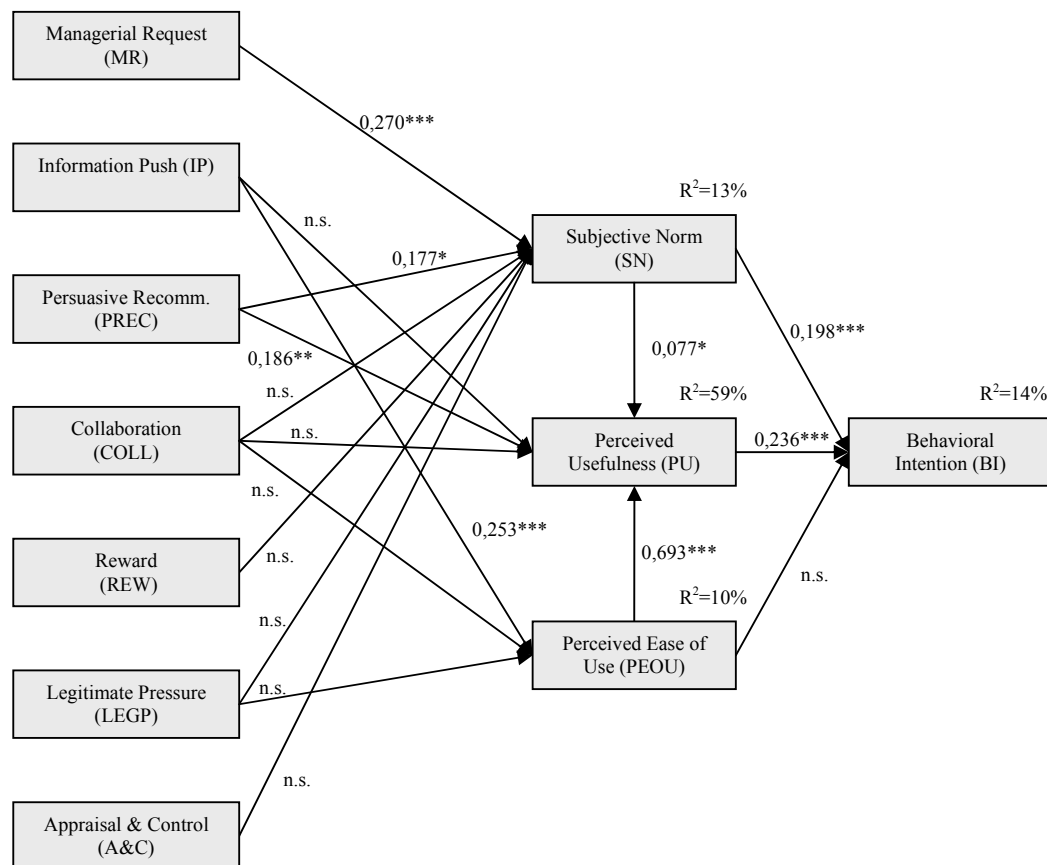 Managerial Request
(MR)
0,270***
Information Push (IP)
R²=13%
n.s.
Subjective Norm
(SN)
0,177*
Persuasive Recomm.
(PREC)
0,198***
0,077*
0,186**
n.s.
R²=59%
R²=14%
Collaboration
(COLL)
n.s.
Perceived
Usefulness (PU)
0,236***
Behavioral
Intention (BI)
n.s.
0,253***
Reward
(REW)
n.s.
0,693***
n.s.
R²=10%
n.s.
Perceived Ease of
Use (PEOU)
Legitimate Pressure
(LEGP)
n.s.
n.s.
Appraisal & Control
(A&C)